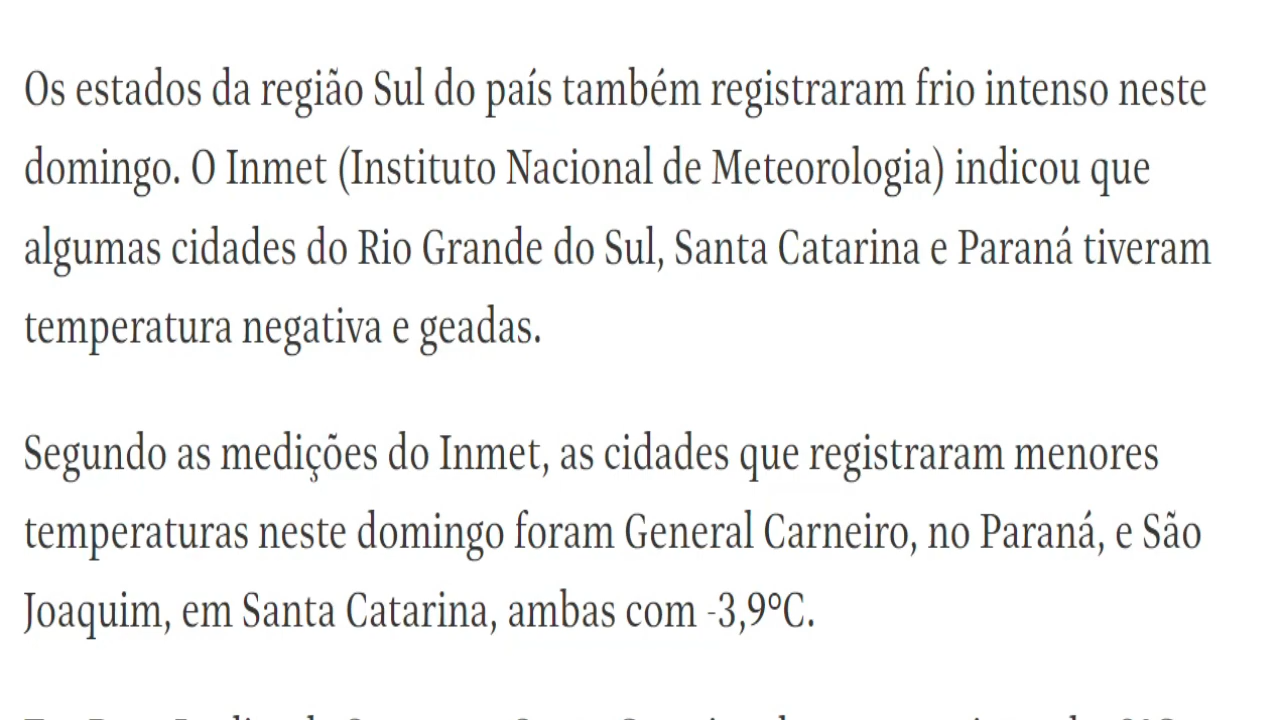 Os estados da região Sul do país também registraram frio intenso neste
domingo. O Inmet (Instituto Nacional de Meteorologia) indicou que
algumas cidades do Rio Grande do Sul, Santa Catarina e Paraná tiveram
temperatura negativa e geadas.
Segundo as medições do Inmet, as cidades que registraram menores
temperaturas neste domingo foram General Carneiro, no Paraná, e São
Joaquim, em Santa Catarina, ambas com -3,9ºC.